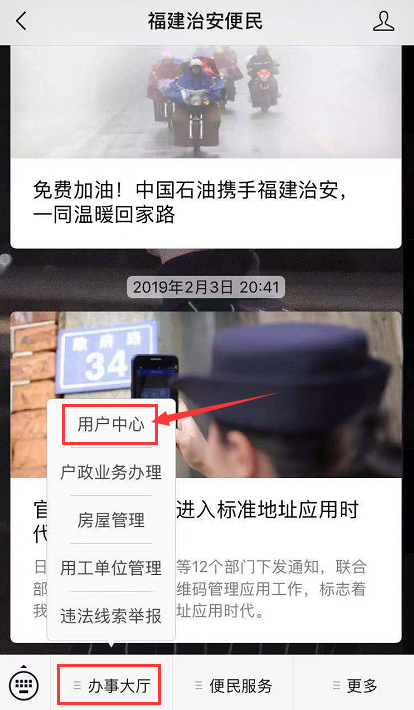 福建治安便民
免费加油！中国石油携手福建治安，
一同温暖回家路
2019年2月3日 20:41
政府路
34
用户中心
户政业务办理
房屋管理
用工单位管理
违法线索举报
官
进入标准地址应用时
代
日
等12个部门下发通知，联合
部
维码管理应用工作，标志着
我
址应用时代。
办事大厅
便民服务
更多